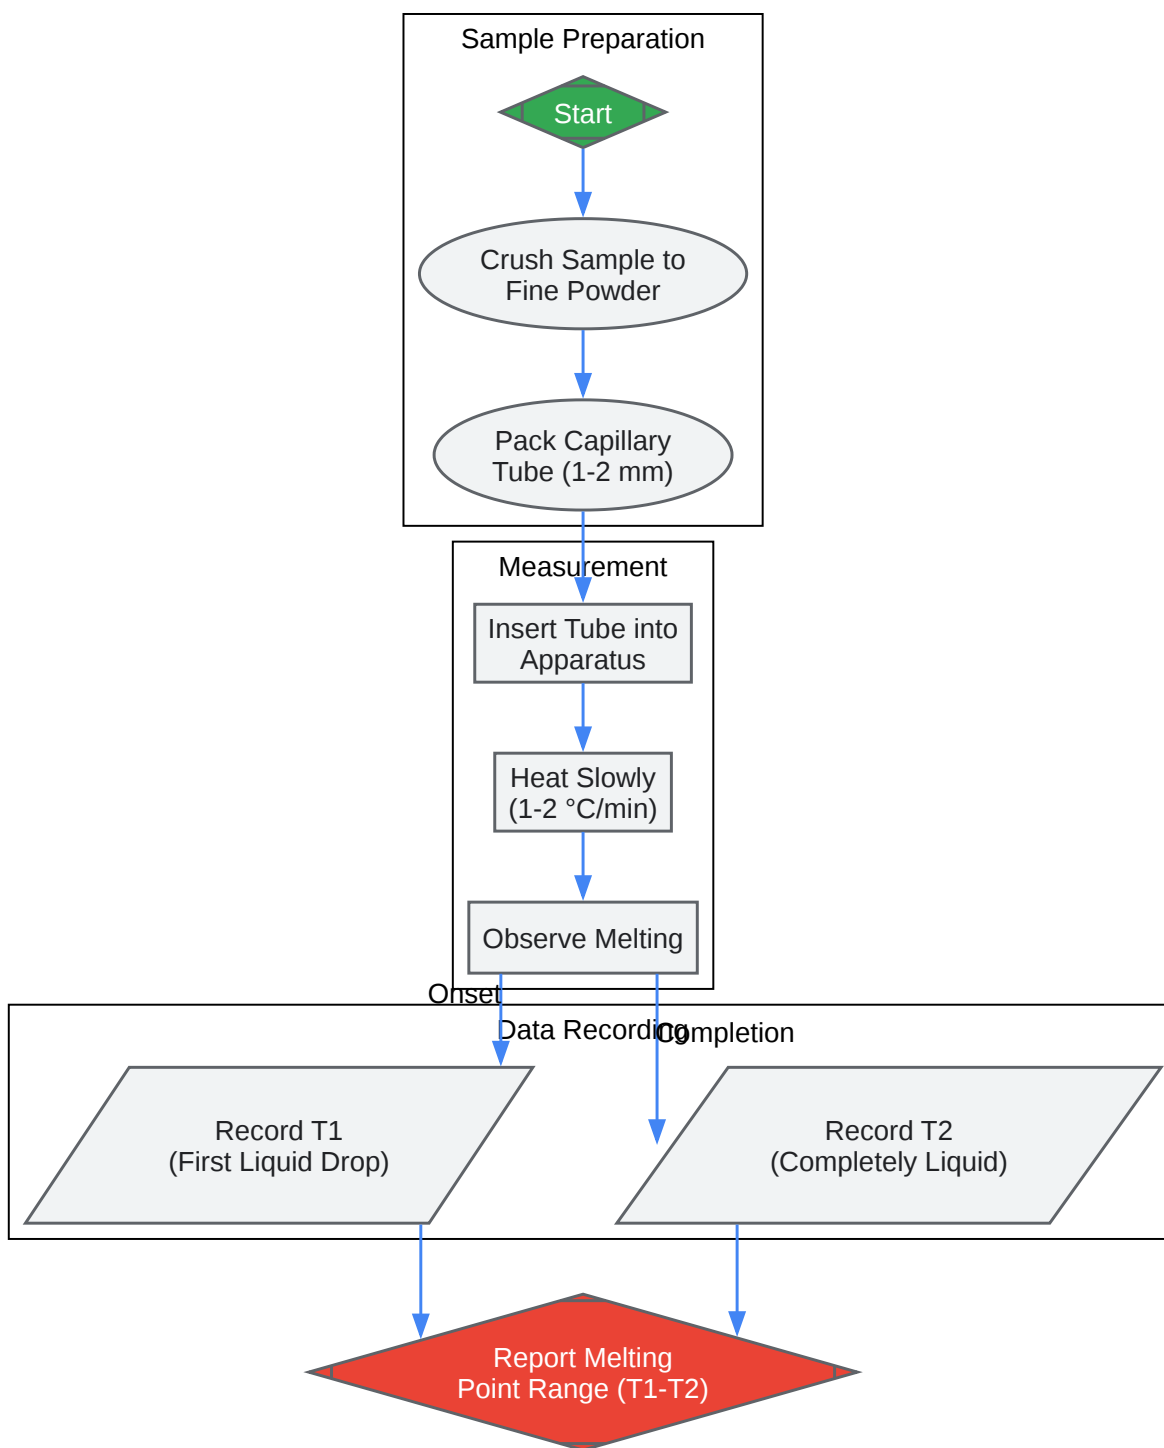 Sample Preparation
Start
Crush Sample to
Fine Powder
Pack Capillary
Tube (1-2 mm)
Measurement
Insert Tube into
Apparatus
Heat Slowly
(1-2 °C/min)
Observe Melting
Onset
Data Recording
Completion
Record T1
(First Liquid Drop)
Record T2
(Completely Liquid)
Report Melting
Point Range (T1-T2)